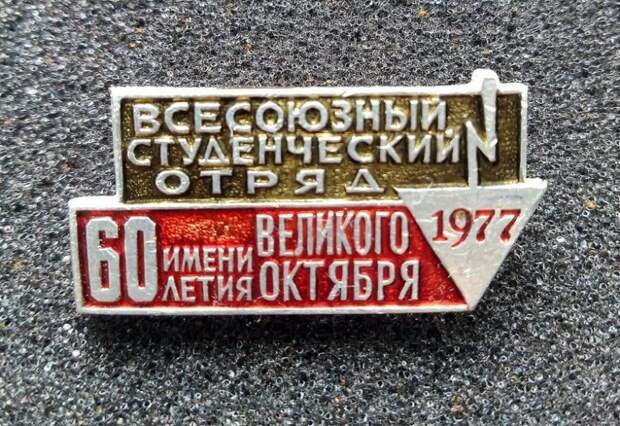 ВСЕСОЮЗНЫЙ
СТУДЕНЧЕСКИЙ
ОТРЯД
60 ИМЕНИ ВЕЛИКОГО 1977
ЛЕТИЯ ОКТЯБРЯ